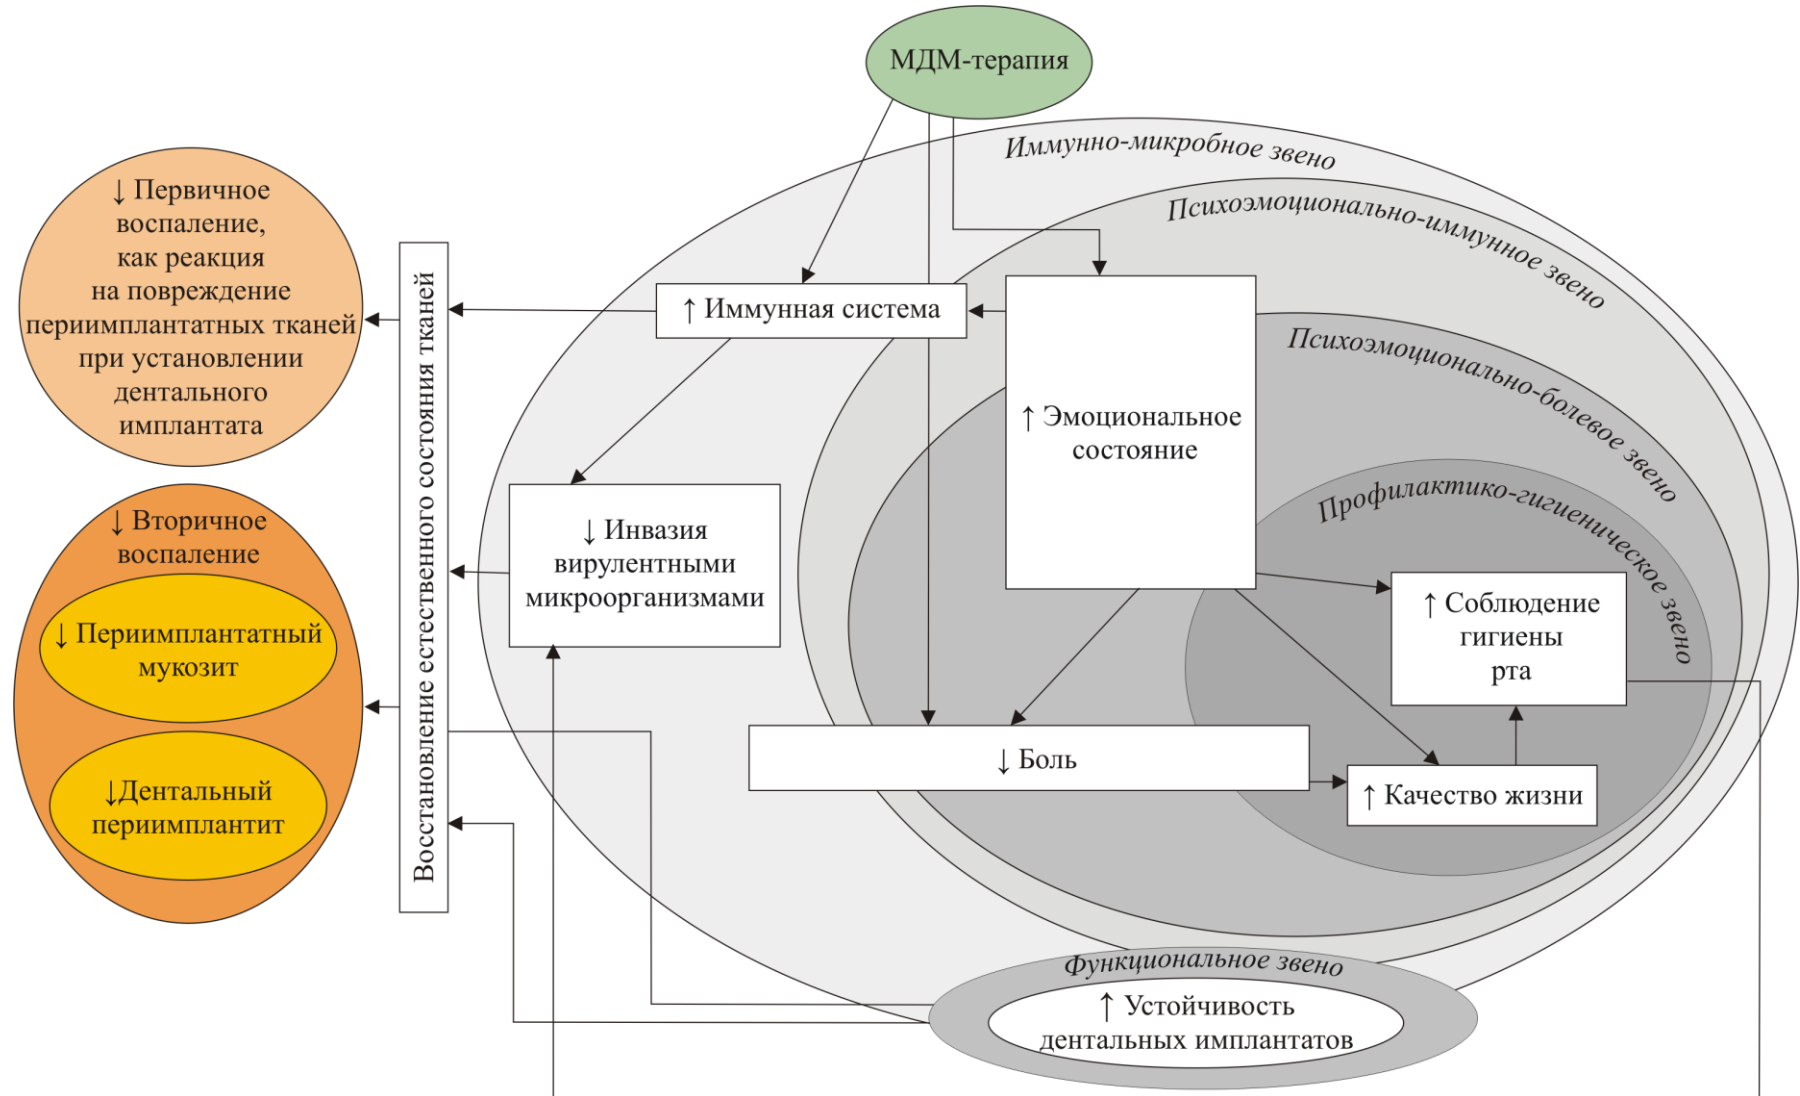 МДМ-терапия
Иммунно-микробное звено
Психоэмоционально-иммунное звено
Психоэмоционально-болевое звено
Профилактико-гигиеническое звено
↓ Первичное
воспаление,
как реакция
на повреждение
периимплантатных тканей
при установлении
дентального
имплантата
↓ Вторичное
воспаление
↓ Периимплантатный
мукозит
↓Дентальный
периимплантит
Восстановление естественного состояния тканей
↑ Иммунная система
↓ Инвазия
вирулентными
микроорганизмами
↑ Эмоциональное
состояние
↑ Соблюдение
гигиены
рта
↓ Боль
↑ Качество жизни
Функциональное звено
↑ Устойчивость
дентальных имплантатов